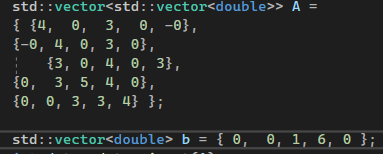 std::vector<std::vector<double>> A =
{ {4,  0,  3,  0, -0},
{-0, 4, 0, 3, 0},
{3, 0, 4, 0, 3},
{0,  3, 5, 4, 0},
{0, 0, 3, 3, 4} };
std::vector<double> b = { 0,  0, 1, 6, 0 };